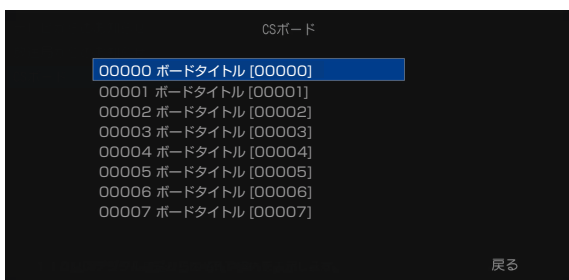 CSボード
00000 ボードタイトル [00000]
00001 ボードタイトル [00001]
00002 ボードタイトル [00002]
00003 ボードタイトル [00003]
00004 ボードタイトル [00004]
00005 ボードタイトル [00005]
00006 ボードタイトル [00006]
00007 ボードタイトル [00007]
戻る